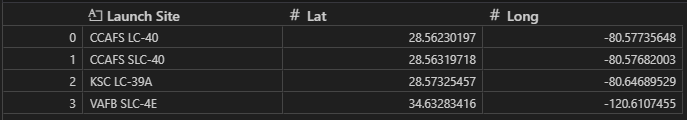 Launch Site # Lat # Long
0 CCAFS LC-40 28.56230197 -80.57735648
1 CCAFS SLC-40 28.56319718 -80.57682003
2 KSC LC-39A 28.57325457 -80.64689529
3 VAFB SLC-4E 34.63283416 -120.6107455